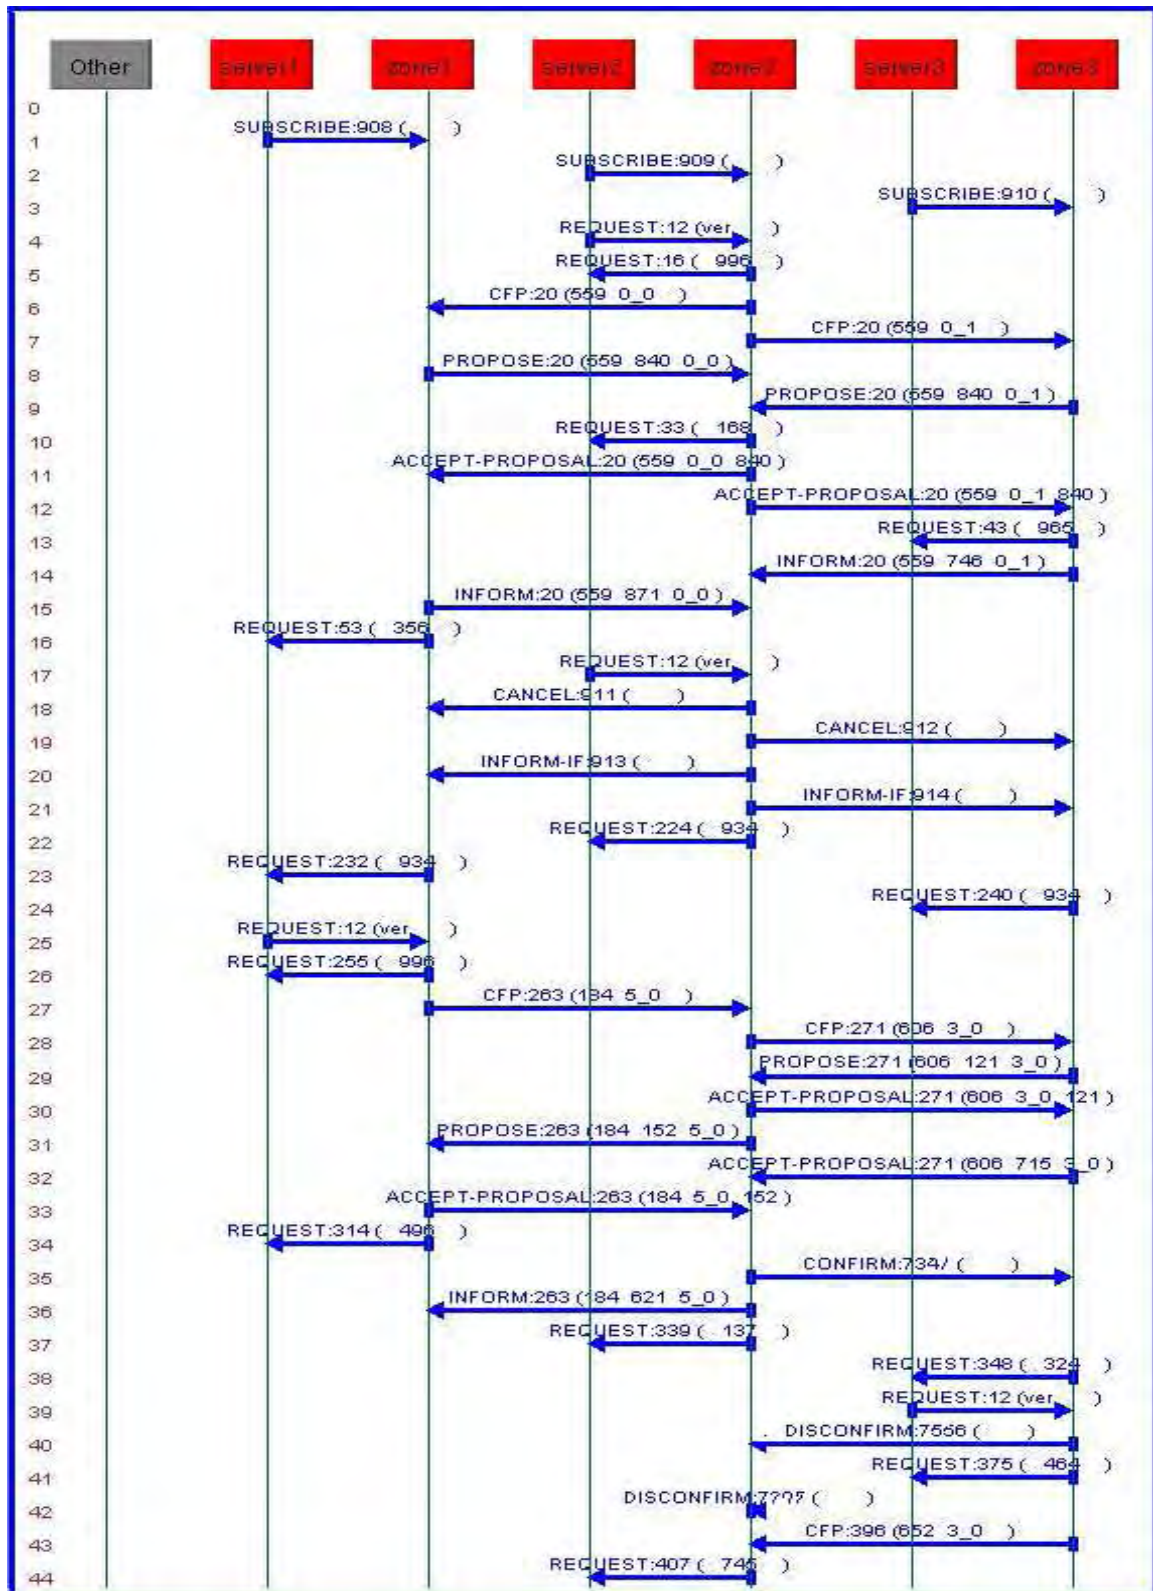 Other server1 zone1 server2 zone2 server3 zone3
0
1 SUBSCRIBE:908 ( )
2 SUBSCRIBE:909 ( )
3 SUBSCRIBE:910 ( )
4 REQUEST:12 (ver )
5 REQUEST:16 ( 996 )
6 CFP:20 (559 0_0 )
7 CFP:20 (559 0_1 )
8 PROPOSE:20 (559 840 0_0)
9 PROPOSE:20 (559 840 0_1)
10 REQUEST:33 ( 168 )
11 ACCEPT-PROPOSAL:20 (559 0_0 840)
12 ACCEPT-PROPOSAL:20 (559 0_1 840)
13 REQUEST:43 ( 965 )
14 INFORM:20 (559 746 0_1)
15 INFORM:20 (559 871 0_0)
16 REQUEST:53 ( 356 )
17 REQUEST:12 (ver )
18 CANCEL:911 ( )
19 CANCEL:912 ( )
20 INFORM-IF:913 ( )
21 INFORM-IF:914 ( )
22 REQUEST:224 ( 934 )
23 REQUEST:232 ( 934 )
24 REQUEST:240 ( 934 )
25 REQUEST:12 (ver )
26 REQUEST:255 ( 996 )
27 CFP:263 (184 5_0 )
28 CFP:271 (606 3_0 )
29 PROPOSE:271 (606 121 3_0)
30 ACCEPT-PROPOSAL:271 (606 3_0 121)
31 PROPOSE:263 (184 152 5_0)
32 ACCEPT-PROPOSAL:271 (606 715 3_0)
33 ACCEPT-PROPOSAL:263 (184 5_0 152)
34 REQUEST:314 ( 496 )
35 CONFIRM:7347 ( )
36 INFORM:263 (184 621 5_0)
37 REQUEST:339 ( 137 )
38 REQUEST:348 ( 324 )
39 REQUEST:12 (ver )
40 DISCONFIRM:7556 ( )
41 REQUEST:375 ( 464 )
42 ( )
43 CFP:396 (652 3_0 )
44 REQUEST:407 ( 745 )